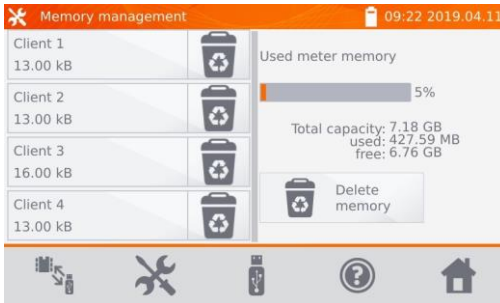 Memory management
09:22 2019.04.11
Client 1
13.00 kB
Client 2
13.00 kB
Client 3
16.00 kB
Client 4
13.00 kB
Used meter memory
5%
Total capacity: 7.18 GB
used: 427.59 MB
free: 6.76 GB
Delete
memory